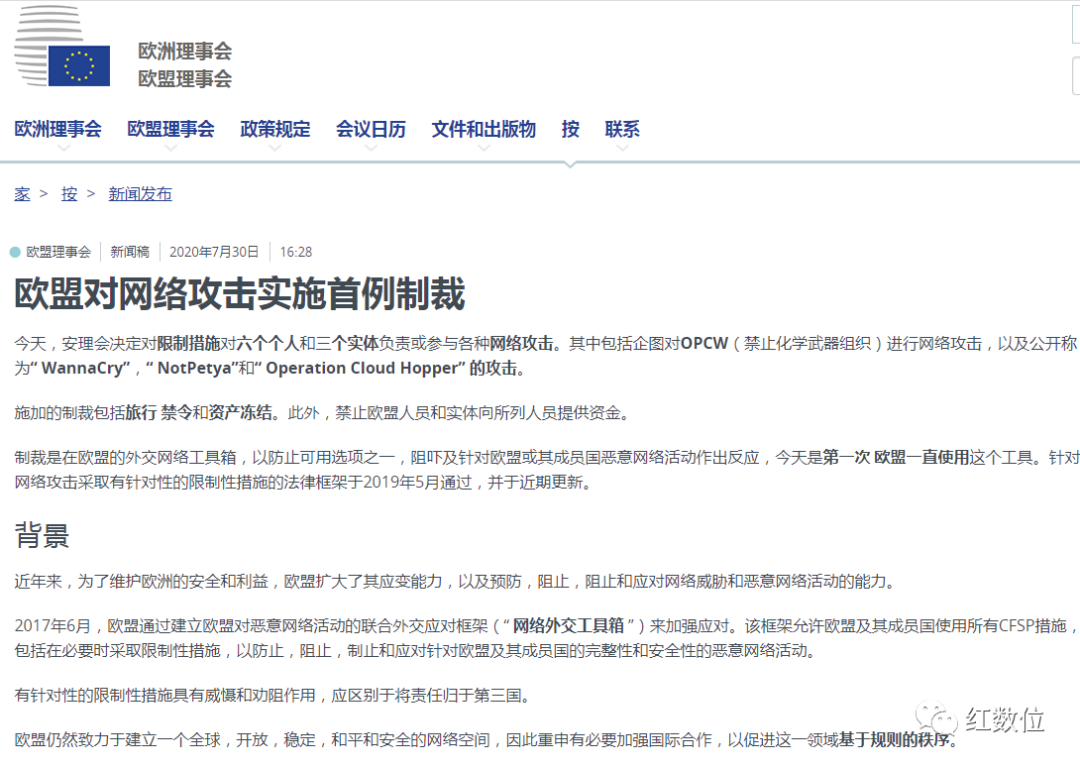 欧洲理事会
欧盟理事会
欧洲理事会 欧盟理事会 政策规定 会议日历 文件和出版物 按 联系
家 > 按 > 新闻发布
欧盟理事会 新闻稿 2020年7月30日 16:28
欧盟对网络攻击实施首例制裁
今天，安理会决定对限制措施对六个个人和三个实体负责或参与各种网络攻击。其中包括企图对OPCW（禁止化学武器组织）进行网络攻击，以及公开称
为“ WannaCry”，“ NotPetya”和“ Operation Cloud Hopper” 的攻击。
施加的制裁包括旅行 禁令和资产冻结。此外，禁止欧盟人员和实体向所列人员提供资金。
制裁是在欧盟的外交网络工具箱，以防止可用选项之一，阻吓及针对欧盟或其成员国恶意网络活动作出反应，今天是第一次 欧盟一直使用这个工具。针对
网络攻击采取有针对性的限制性措施的法律框架于2019年5月通过，并于近期更新。
背景
近年来，为了维护欧洲的安全和利益，欧盟扩大了其应变能力，以及预防，阻止，阻止和应对网络威胁和恶意网络活动的能力。
2017年6月，欧盟通过建立欧盟对恶意网络活动的联合外交应对框架（“ 网络外交工具箱 ”）来加强应对。该框架允许欧盟及其成员国使用所有CFSP措施，
包括在必要时采取限制性措施，以防止，阻止，制止和应对针对欧盟及其成员国的完整性和安全性的恶意网络活动。
有针对性的限制性措施具有威慑和劝阻作用，应区别于将责任归于第三国。
欧盟仍然致力于建立一个全球，开放，稳定，和平和安全的网络空间，因此重申有必要加强国际合作，以促进这一领域基于规则的秩序。
红数位